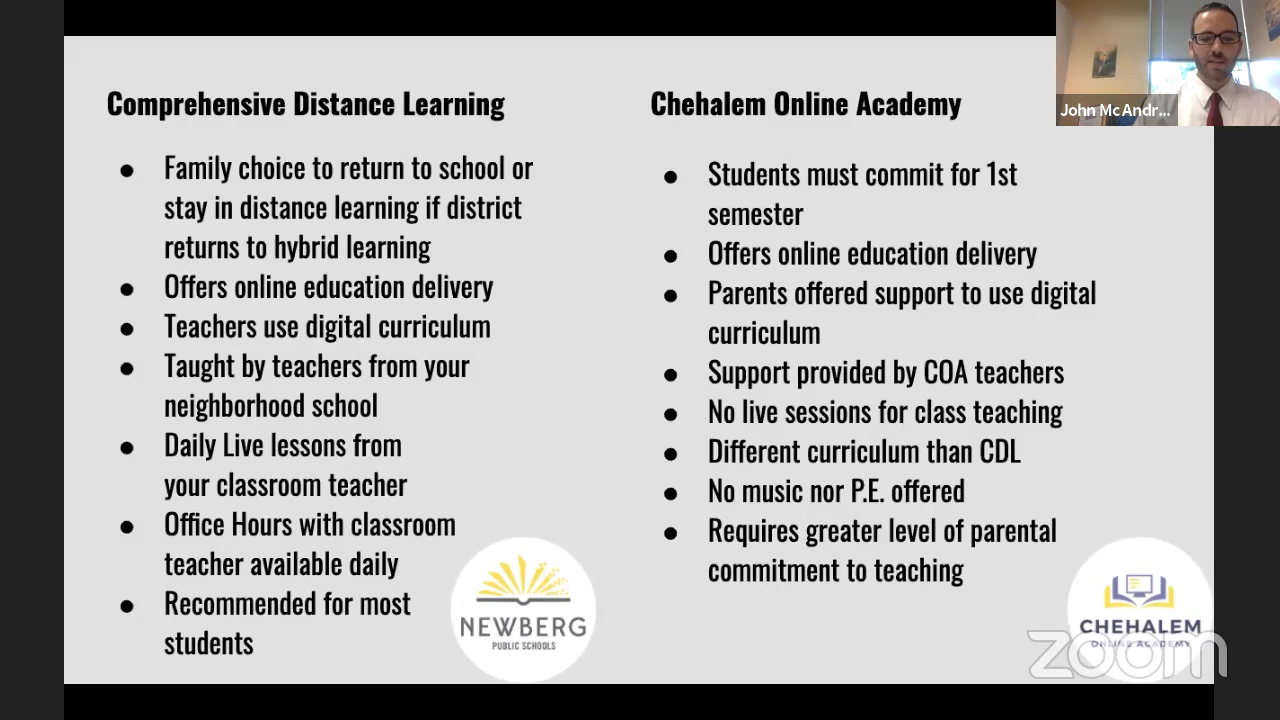 Comprehensive Distance Learning
● Family choice to return to school or
stay in distance learning if district
returns to hybrid learning
● Offers online education delivery
● Teachers use digital curriculum
● Taught by teachers from your
neighborhood school
● Daily Live lessons from
your classroom teacher
● Office Hours with classroom
teacher available daily
● Recommended for most
students
NEWBERG
PUBLIC SCHOOLS
Chehalem Online Academy
● Students must commit for 1st
semester
● Offers online education delivery
● Parents offered support to use digital
curriculum
● Support provided by COA teachers
● No live sessions for class teaching
● Different curriculum than CDL
● No music nor P.E. offered
● Requires greater level of parental
commitment to teaching
CHEHALEM
ONLINE ACADEMY
zoom
John McAndr...